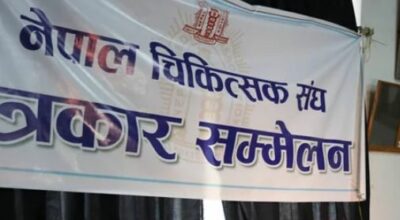 नेपाल चिकित्सक संघ
त्रकार सम्मेलन